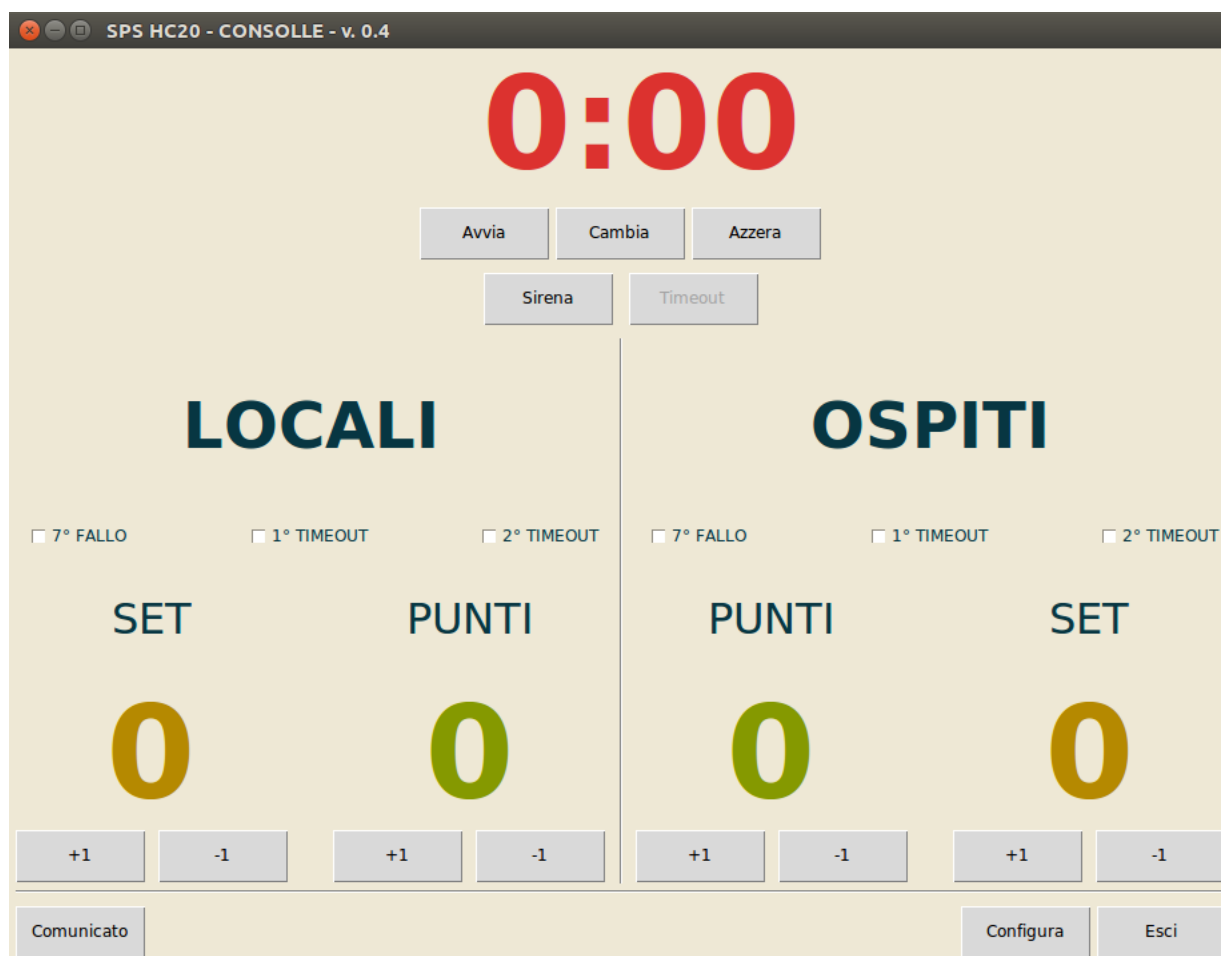 SPS HC20 - CONSOLLE - v. 0.4
0:00
Avvia Cambia Azzera
Sirena Timeout
LOCALI OSPITI
7° FALLO 1° TIMEOUT 2° TIMEOUT 7° FALLO 1° TIMEOUT 2° TIMEOUT
SET PUNTI PUNTI SET
0 0 0 0
+1 -1 +1 -1 +1 -1 +1 -1
Comunicato Configura Esci